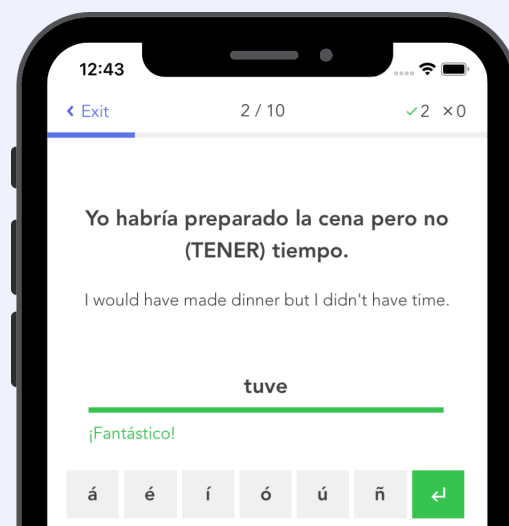 12:43
Exit 2 / 10 ✓2 ×0
Yo habría preparado la cena pero no
(TENER) tiempo.
I would have made dinner but I didn't have time.
tuve
¡Fantástico!
á é í ó ú ñ ↵